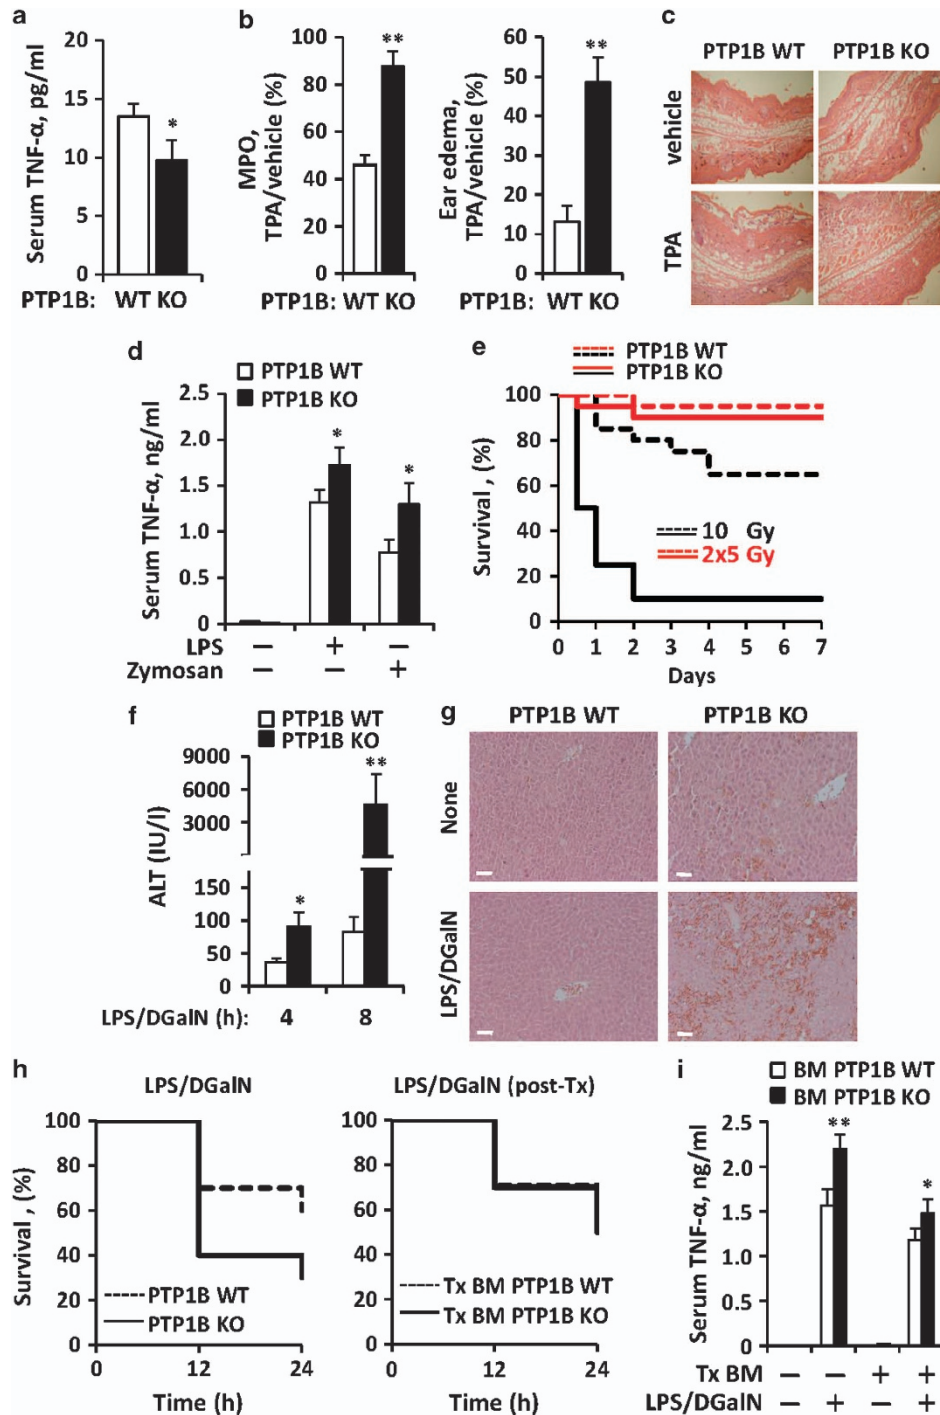 a
Serum TNF-α, pg/ml
20
15
10
5
0
*
PTP1B: WT KO
b
MPO,
TPA/vehicle (%)
100
80
60
40
20
0
**
PTP1B: WT KO
Ear edema,
TPA/vehicle (%)
60
50
40
30
20
10
0
**
PTP1B: WT KO
c
PTP1B WT PTP1B KO
vehicle
TPA
d
PTP1B WT
PTP1B KO
Serum TNF-α, ng/ml
2.5
2.0
1.5
1.0
0.5
0
*
*
LPS − + −
Zymosan − − +
e
PTP1B WT
PTP1B KO
Survival , (%)
100
80
60
40
20
0
10 Gy
2x5 Gy
0 1 2 3 4 5 6 7
Days
f
PTP1B WT
PTP1B KO
ALT (IU/l)
9000
6000
3000
150
100
50
0
*
**
LPS/DGalN (h): 4 8
g
PTP1B WT PTP1B KO
None
LPS/DGalN
h
LPS/DGalN
Survival , (%)
100
80
60
40
20
0
PTP1B WT
PTP1B KO
0 12 24
Time (h)
LPS/DGalN (post-Tx)
100
80
60
40
20
0
Tx BM PTP1B WT
Tx BM PTP1B KO
0 12 24
Time (h)
i
BM PTP1B WT
BM PTP1B KO
Serum TNF-α, ng/ml
2.5
2.0
1.5
1.0
0.5
0
**
*
Tx BM − − + +
LPS/DGalN − + − +